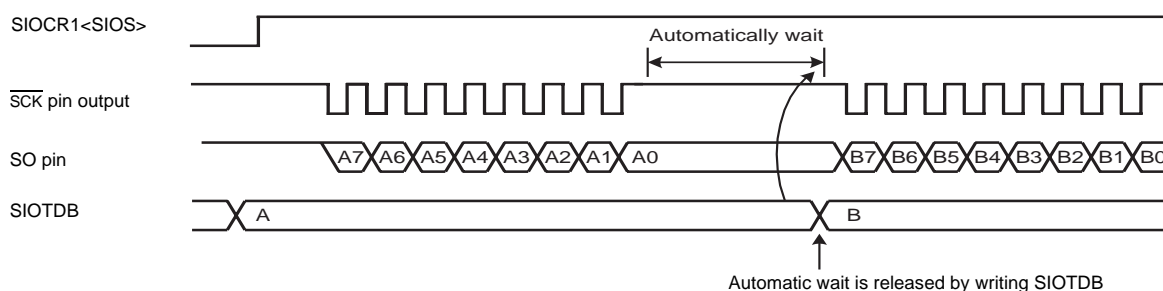 SIOCR1<SIOS>
Automatically wait
SCK pin output
SO pin
A7 A6 A5 A4 A3 A2 A1 A0 B7 B6 B5 B4 B3 B2 B1 B0
SIOTDB
A B
Automatic wait is released by writing SIOTDB